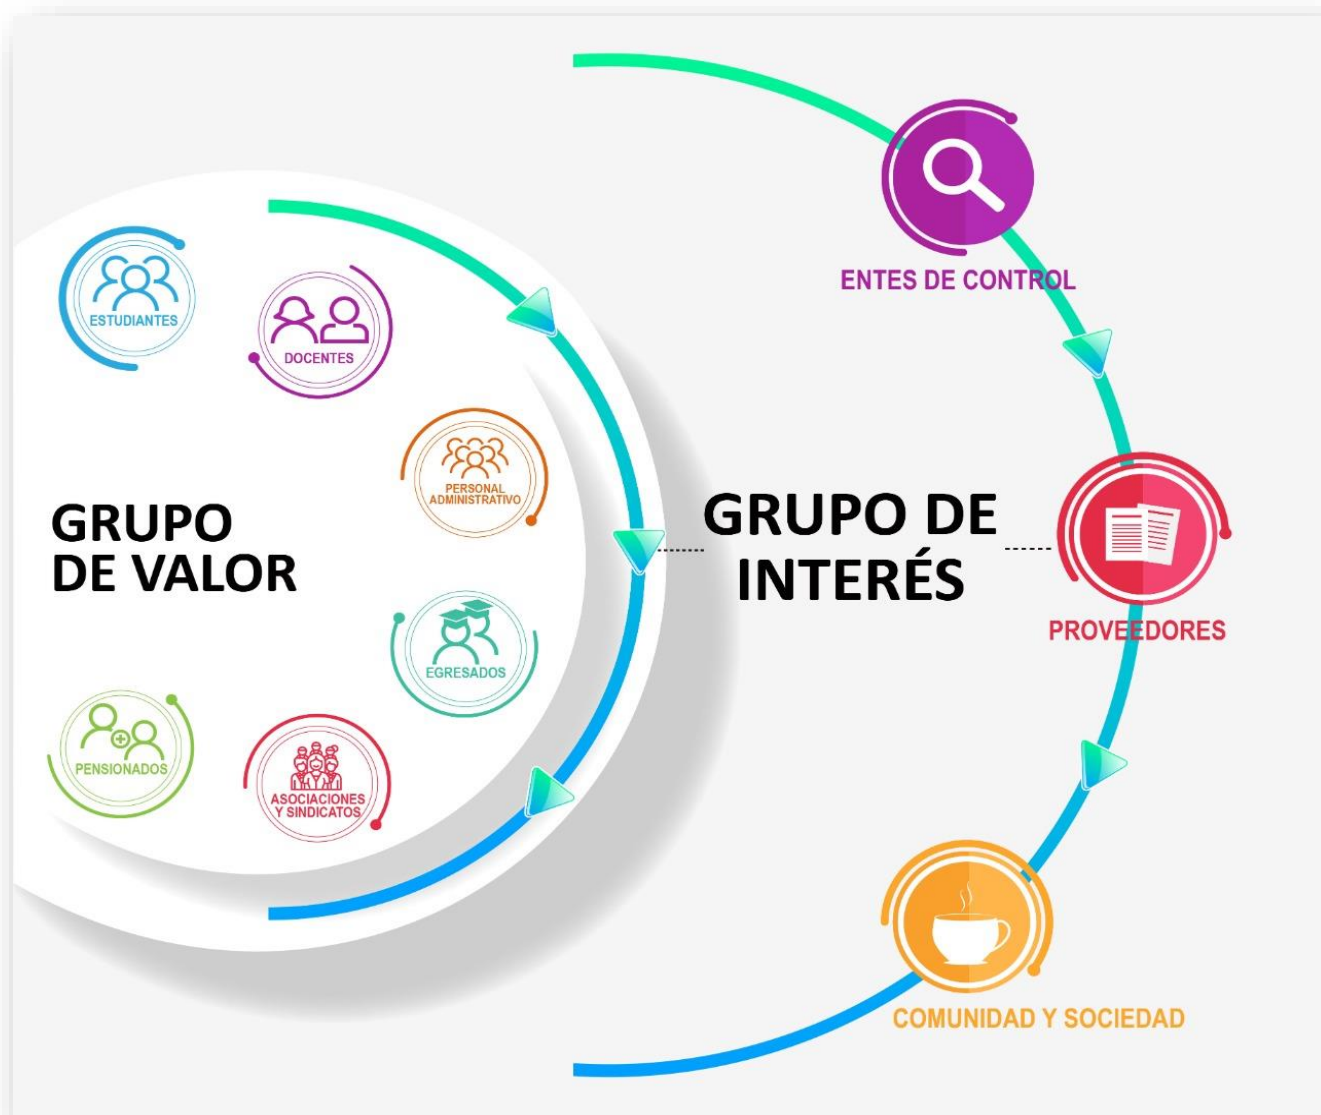 ESTUDIANTES
DOCENTES
PERSONAL
ADMINISTRATIVO
GRUPO
DE VALOR
EGRESADOS
PENSIONADOS
ASOCIACIONES
Y SINDICATOS
ENTES DE CONTROL
GRUPO DE
INTERÉS
PROVEEDORES
COMUNIDAD Y SOCIEDAD